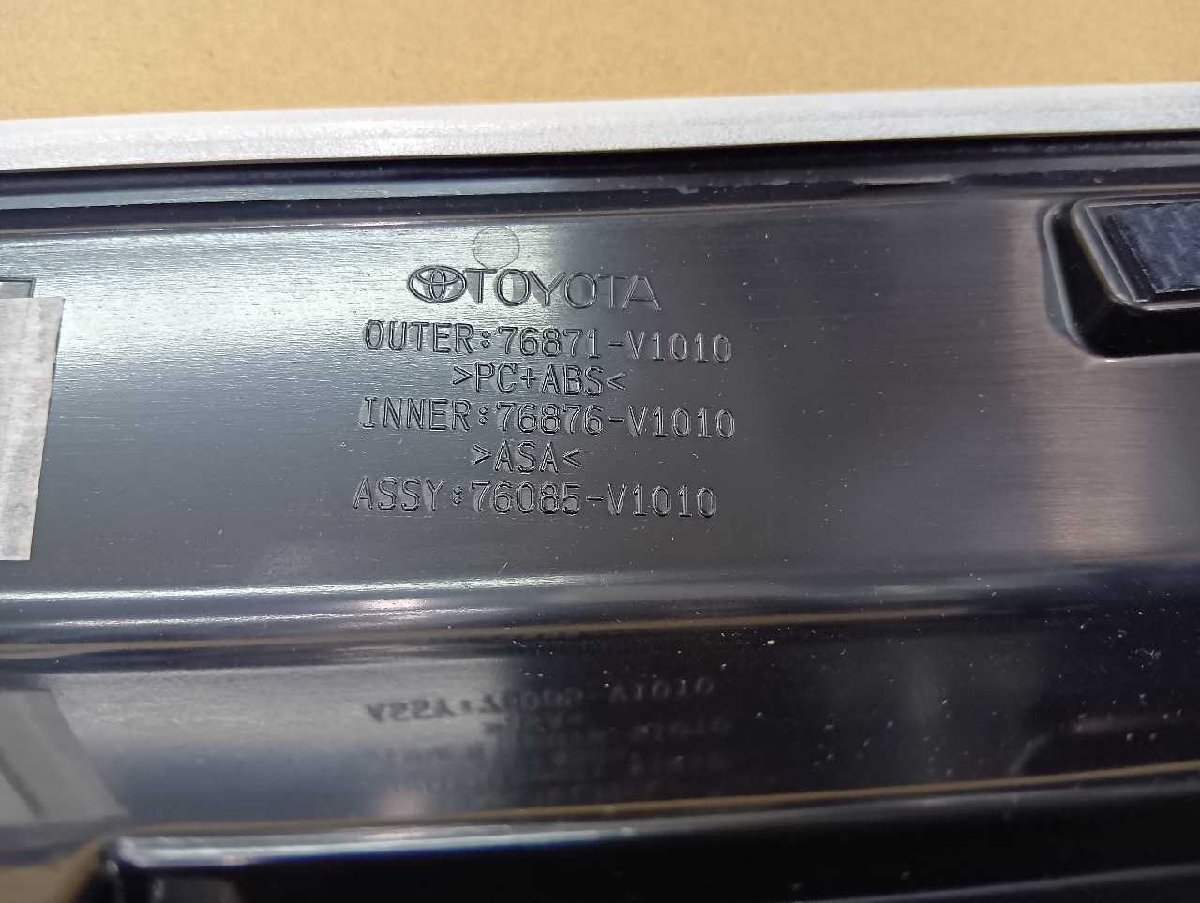 TOYOTA
OUTER:76871-V1010
>PC+ABS<
INNER:76876-V1010
>ASA<
ASSY:76085-V1010